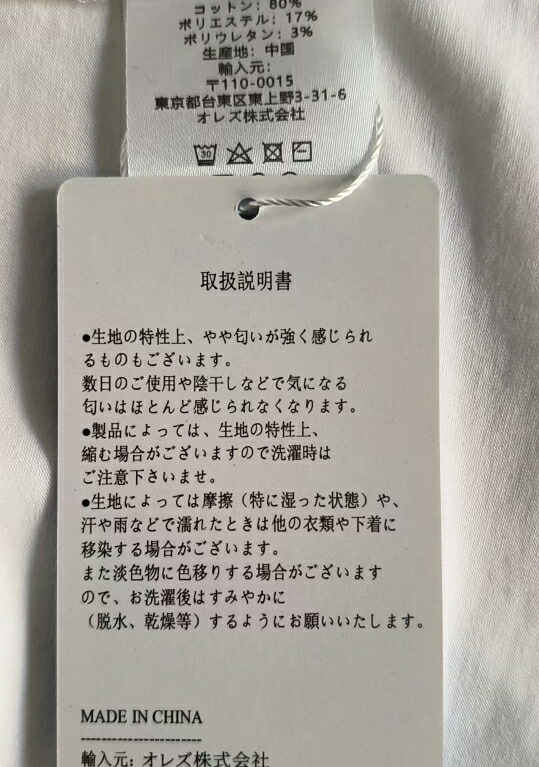 コットン: 80%
ポリエステル: 17%
ポリウレタン: 3%
生産地: 中国
輸入元:
〒110-0015
東京都台東区東上野3-31-6
オレズ株式会社
30
取扱説明書
●生地の特性上、やや匂いが強く感じられ
るものもございます。
数日のご使用や陰干しなどで気になる
匂いはほとんど感じられなくなります。
●製品によっては、生地の特性上、
縮む場合がございますので洗濯時は
ご注意下さいませ。
●生地によっては摩擦（特に湿った状態）や、
汗や雨などで濡れたときは他の衣類や下着に
移染する場合がございます。
また淡色物に色移りする場合がございます
ので、お洗濯後はすみやかに
（脱水、乾燥等）するようにお願いいたします。
MADE IN CHINA
-----------------------
輸入元: オレズ株式会社